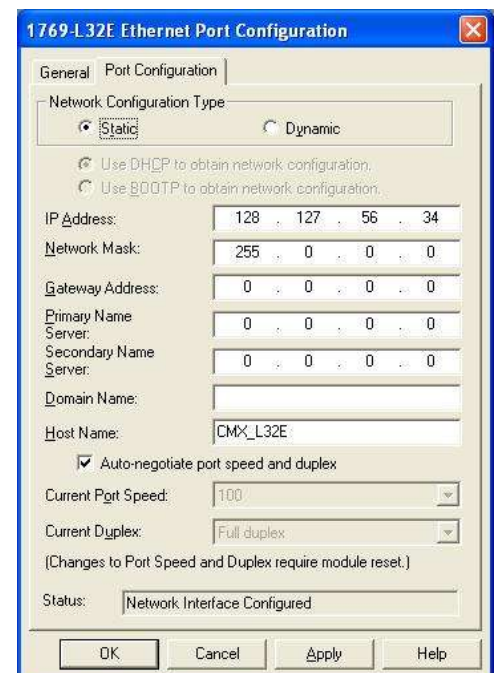 1769-L32E Ethernet Port Configuration
General Port Configuration
Network Configuration Type
Static Dynamic
Use DHCP to obtain network configuration.
Use BOOTP to obtain network configuration.
IP Address: 128 . 127 . 56 . 34
Network Mask: 255 . 0 . 0 . 0
Gateway Address: 0 . 0 . 0 . 0
Primary Name
Server: 0 . 0 . 0 . 0
Secondary Name
Server: 0 . 0 . 0 . 0
Domain Name:
Host Name: CMX_L32E
Auto-negotiate port speed and duplex
Current Port Speed: 100
Current Duplex: Full duplex
(Changes to Port Speed and Duplex require module reset.)
Status: Network Interface Configured
OK Cancel Apply Help